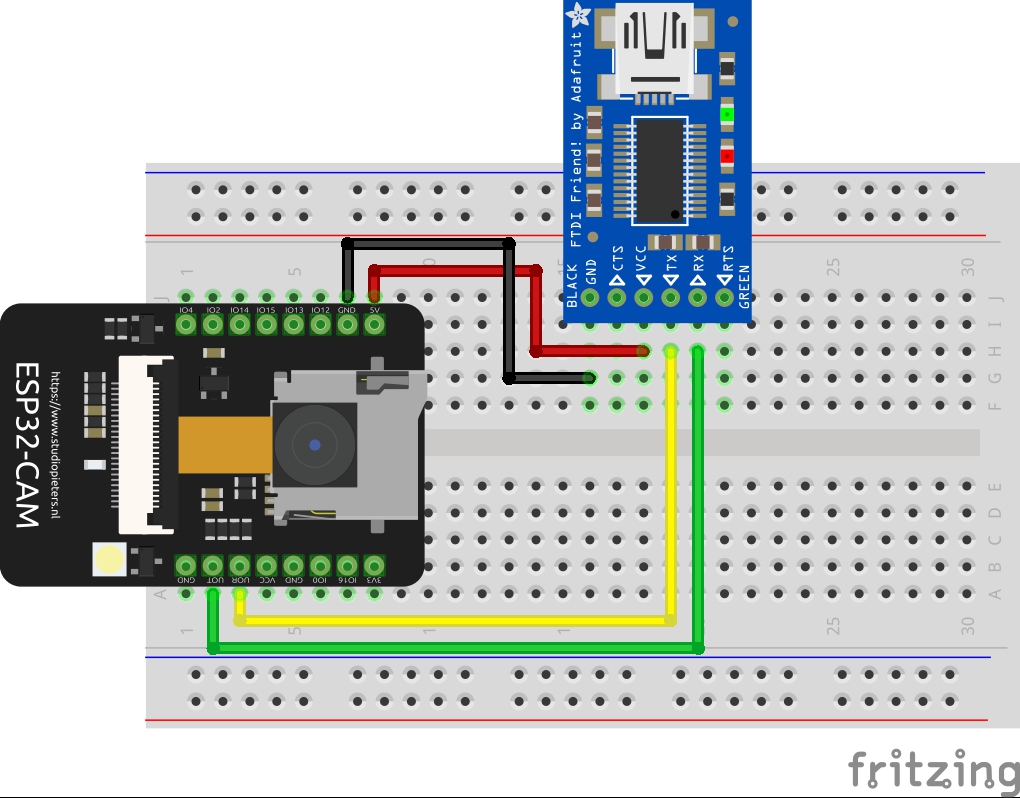 FTDI Friend! by Adafruit
BLACK
GND
CTS
VCC
TX
RX
RTS
GREEN
1
5
0
25
30
J
J
I
H
G
F
IO4
IO2
IO14
IO15
IO13
IO12
GND
5V
ESP32-CAM
https://www.studiopieters.nl
E
D
C
B
A
GND
UOT
UOR
VCC
GND
IO0
IO16
3V3
A
1
5
1
1
25
30
fritzing